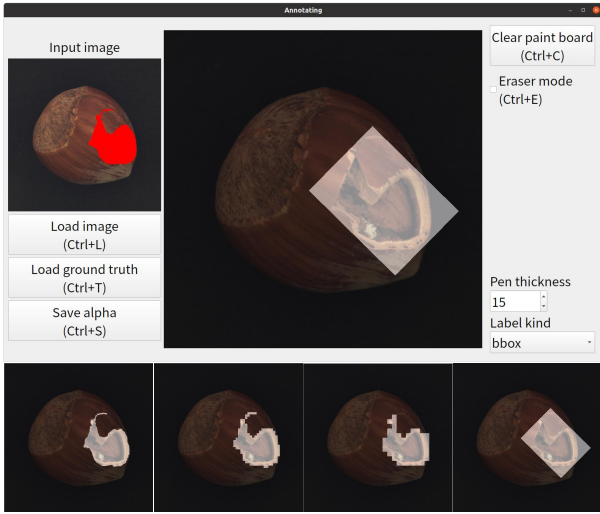 Annotating
Input image
Load image
(Ctrl+L)
Load ground truth
(Ctrl+T)
Save alpha
(Ctrl+S)
Clear paint board
(Ctrl+C)
Eraser mode
(Ctrl+E)
Pen thickness
15
Label kind
bbox